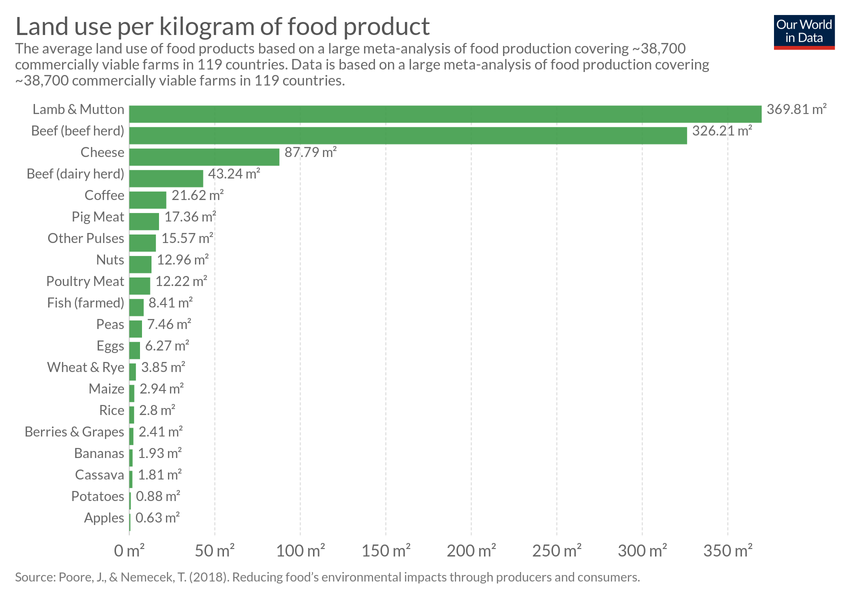 Land use per kilogram of food product
Our World
in Data
The average land use of food products based on a large meta-analysis of food production covering ~38,700
commercially viable farms in 119 countries. Data is based on a large meta-analysis of food production covering
~38,700 commercially viable farms in 119 countries.
Lamb & Mutton 369.81 m²
Beef (beef herd) 326.21 m²
Cheese 87.79 m²
Beef (dairy herd) 43.24 m²
Coffee 21.62 m²
Pig Meat 17.36 m²
Other Pulses 15.57 m²
Nuts 12.96 m²
Poultry Meat 12.22 m²
Fish (farmed) 8.41 m²
Peas 7.46 m²
Eggs 6.27 m²
Wheat & Rye 3.85 m²
Maize 2.94 m²
Rice 2.8 m²
Berries & Grapes 2.41 m²
Bananas 1.93 m²
Cassava 1.81 m²
Potatoes 0.88 m²
Apples 0.63 m²
0 m² 50 m² 100 m² 150 m² 200 m² 250 m² 300 m² 350 m²
Source: Poore, J., & Nemecek, T. (2018). Reducing food's environmental impacts through producers and consumers.